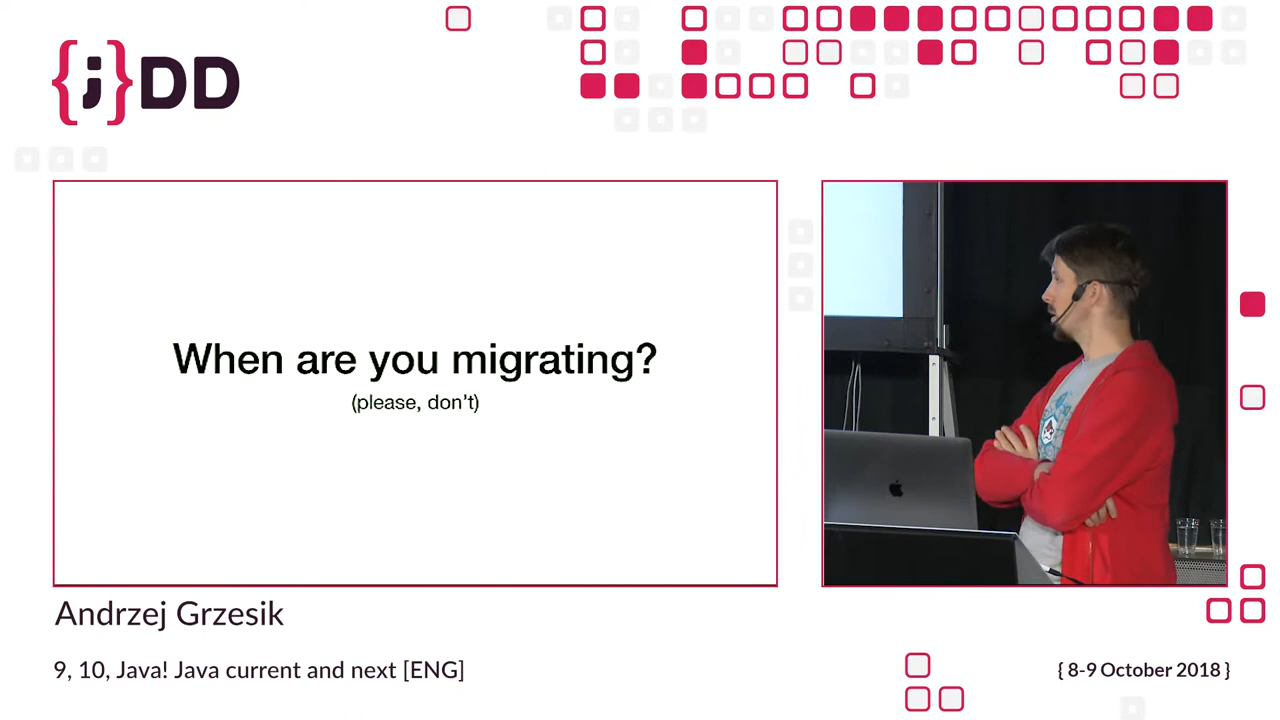 {j}DD
When are you migrating?
(please, don't)
Andrzej Grzesik
9, 10, Java! Java current and next [ENG]
{ 8-9 October 2018 }